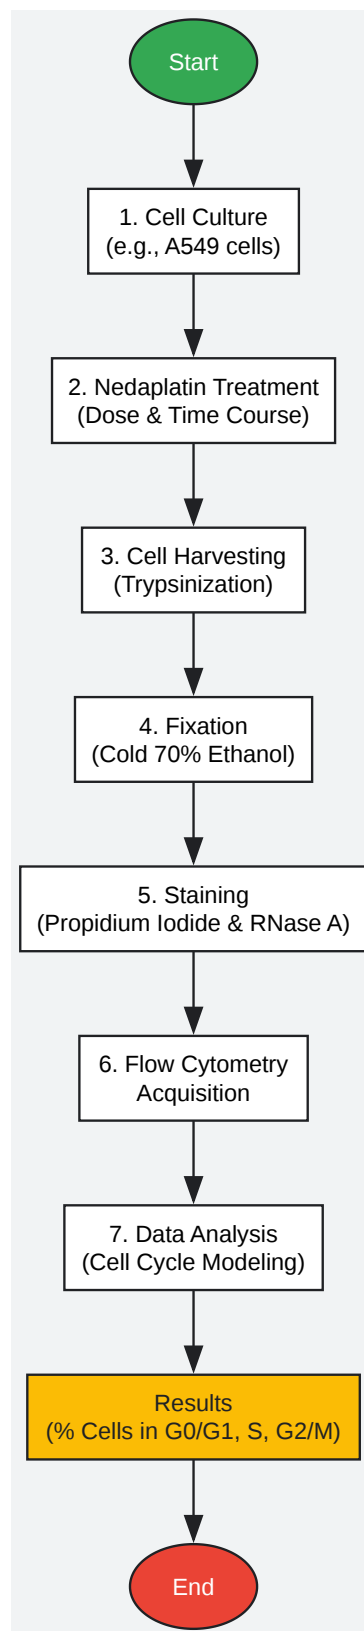 Start
1. Cell Culture
(e.g., A549 cells)
2. Nedaplatin Treatment
(Dose & Time Course)
3. Cell Harvesting
(Trypsinization)
4. Fixation
(Cold 70% Ethanol)
5. Staining
(Propidium Iodide & RNase A)
6. Flow Cytometry
Acquisition
7. Data Analysis
(Cell Cycle Modeling)
Results
(% Cells in G0/G1, S, G2/M)
End